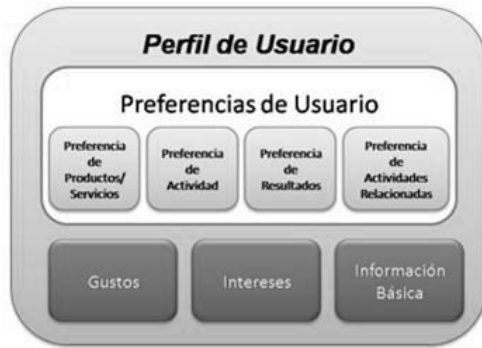 Perfil de Usuario
Preferencias de Usuario
Preferencia
de
Productos/
Servicios
Preferencia
de
Actividad
Preferencia
de
Resultados
Preferencia
de
Actividades
Relacionadas
Gustos
Intereses
Información
Básica